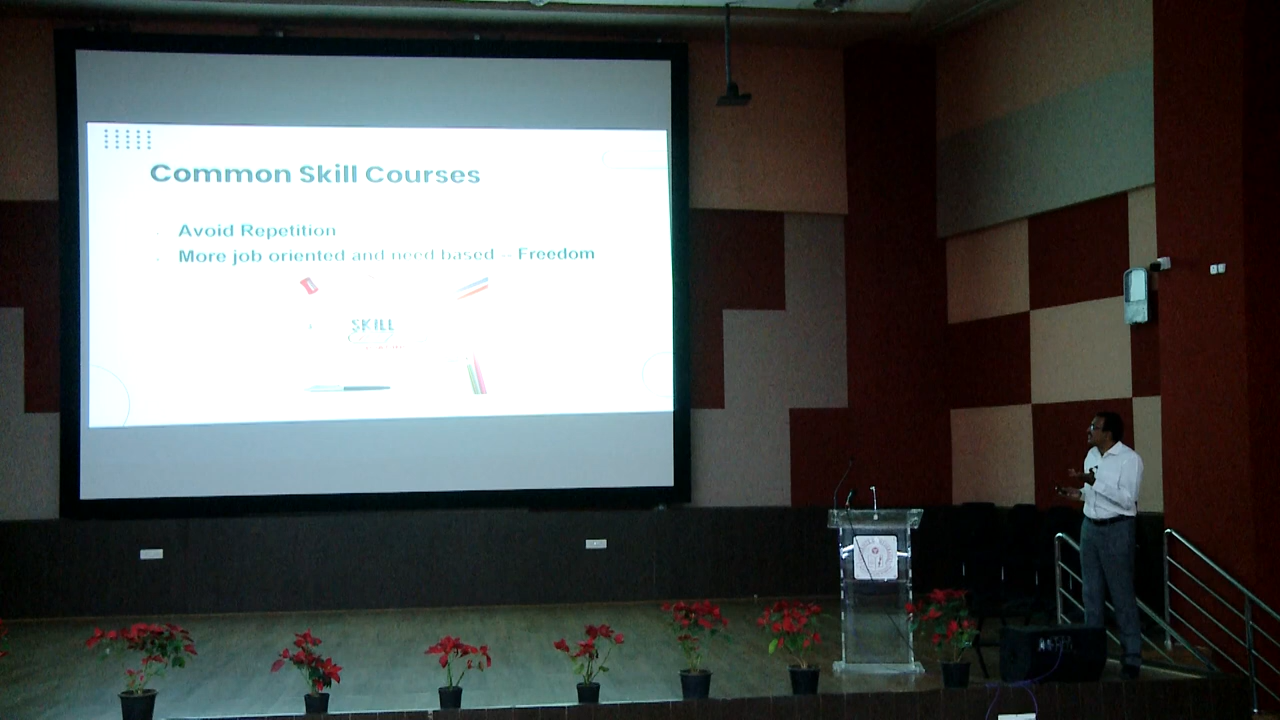 Common Skill Courses
Avoid Repetition
More job oriented and need based – Freedom
SKILL